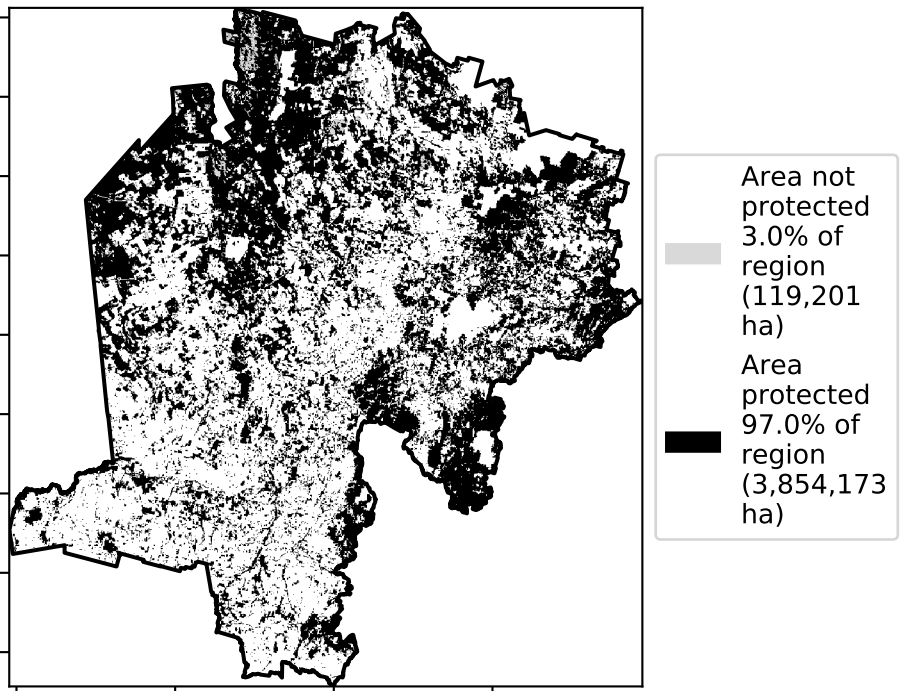 Area not
protected
3.0% of
region
(119,201
ha)
Area
protected
97.0% of
region
(3,854,173
ha)